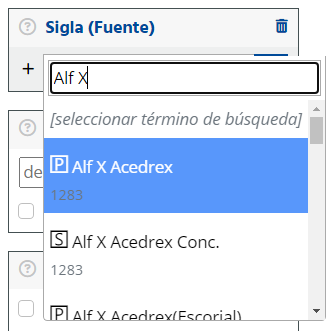 Sigla (Fuente)
+
Alf X
[seleccionar término de búsqueda]
de
P Alf X Acedrex
1283
S Alf X Acedrex Conc.
1283
P Alf X Acedrex(Escorial)